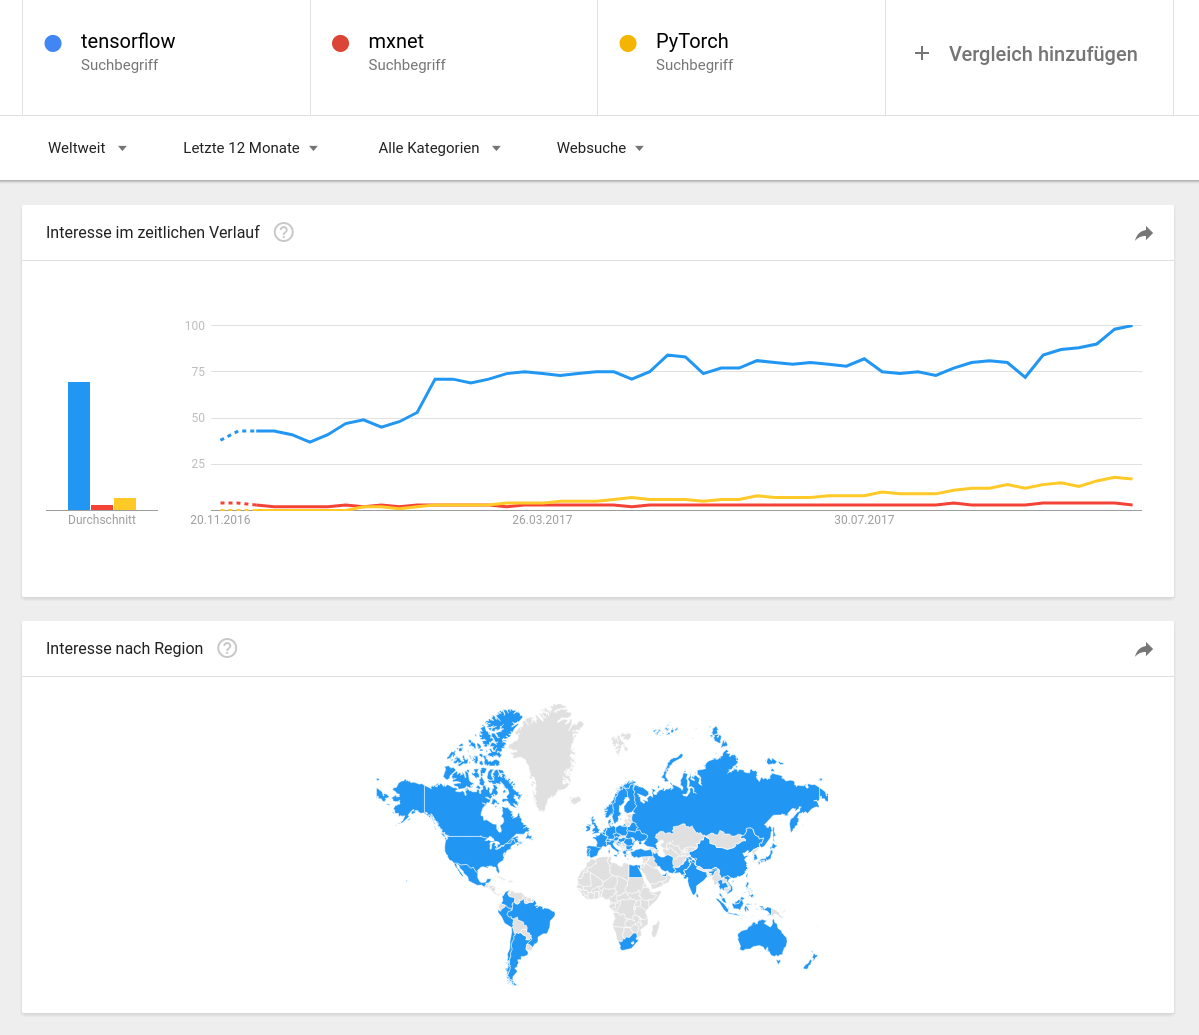 tensorflow
Suchbegriff
mxnet
Suchbegriff
PyTorch
Suchbegriff
+ Vergleich hinzufügen
Weltweit
Letzte 12 Monate
Alle Kategorien
Websuche
Interesse im zeitlichen Verlauf ?
100
75
50
25
Durchschnitt
20.11.2016
26.03.2017
30.07.2017
Interesse nach Region ?